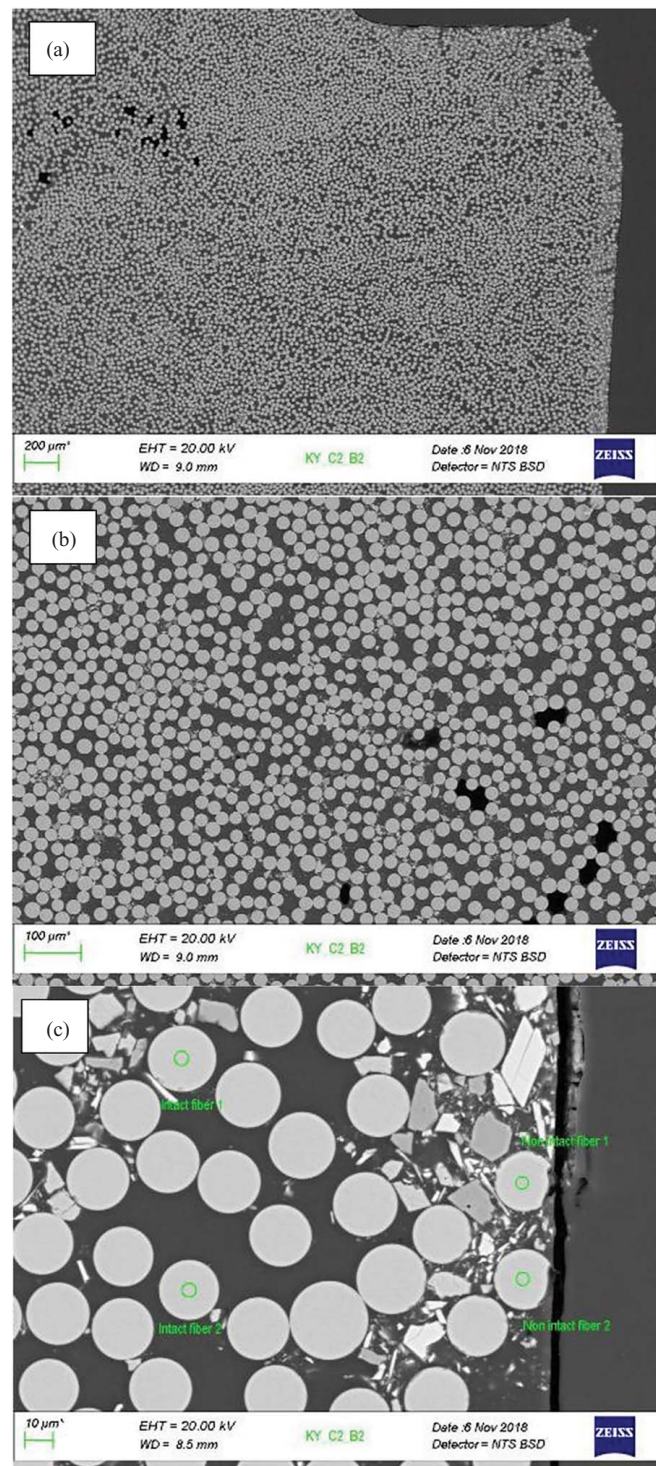 (a)
200 µm*
EHT = 20.00 kV
WD = 9.0 mm
KY_C2_B2
Date :6 Nov 2018
Detector = NTS BSD
ZEISS
(b)
100 µm*
EHT = 20.00 kV
WD = 9.0 mm
KY_C2_B2
Date :6 Nov 2018
Detector = NTS BSD
ZEISS
(c)
Intact fiber 1
Non intact fiber 1
Intact fiber 2
Non intact fiber 2
10 µm*
EHT = 20.00 kV
WD = 8.5 mm
KY_C2_B2
Date :6 Nov 2018
Detector = NTS BSD
ZEISS